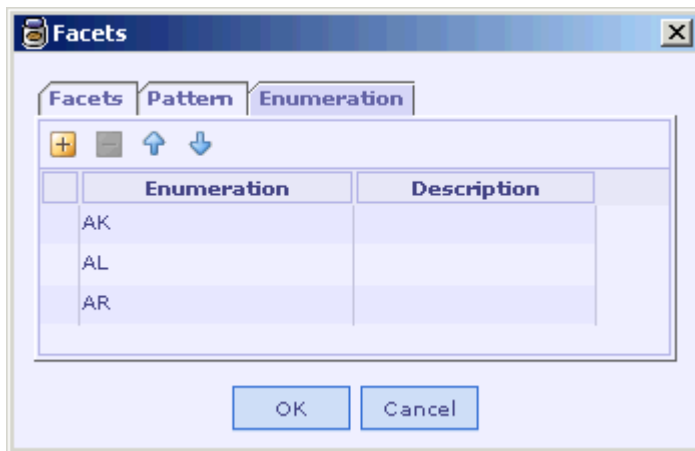 Facets
Facets Pattern Enumeration
Enumeration Description
AK
AL
AR
OK Cancel